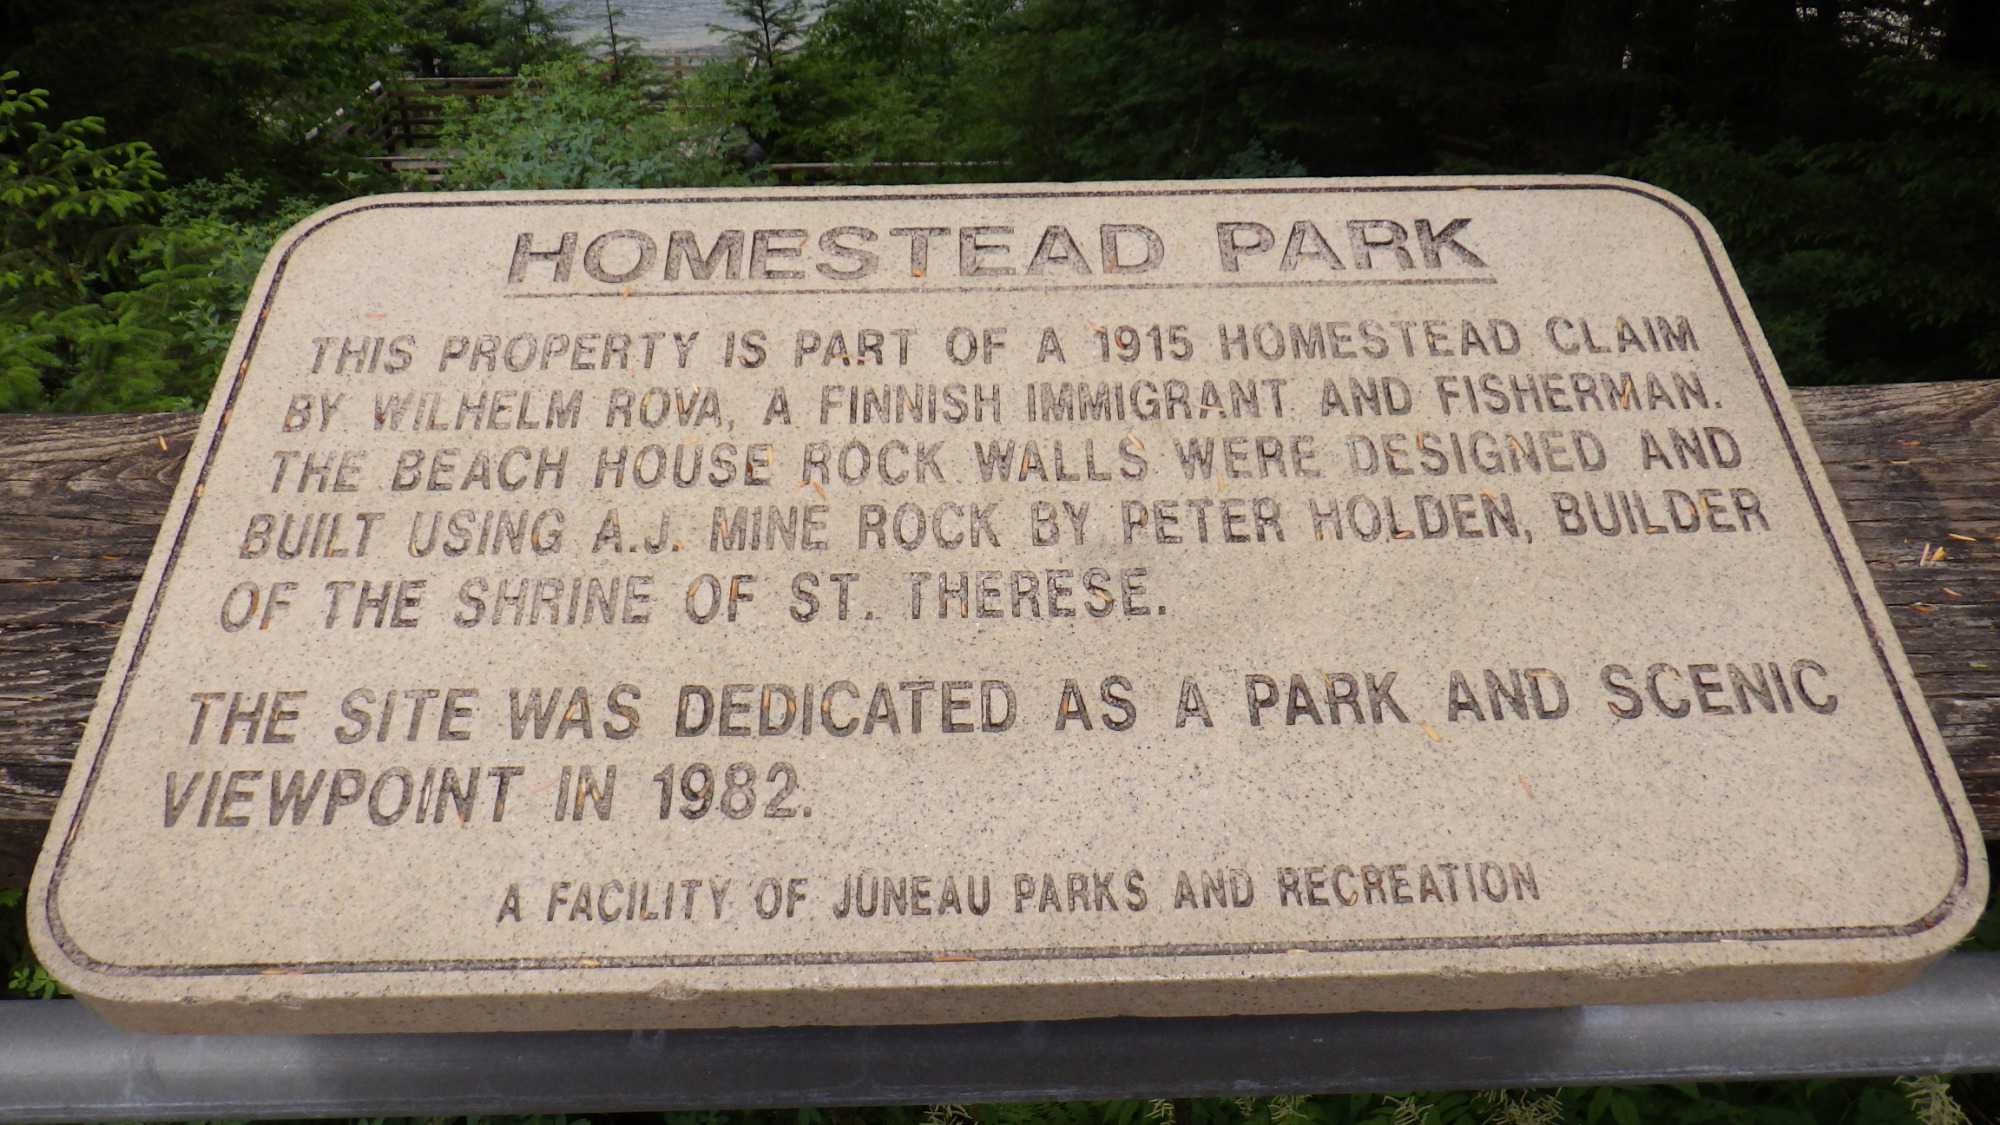 HOMESTEAD PARK
THIS PROPERTY IS PART OF A 1915 HOMESTEAD CLAIM
BY WILHELM ROVA, A FINNISH IMMIGRANT AND FISHERMAN.
THE BEACH HOUSE ROCK WALLS WERE DESIGNED AND
BUILT USING A.J. MINE ROCK BY PETER HOLDEN, BUILDER
OF THE SHRINE OF ST. THERESE.
THE SITE WAS DEDICATED AS A PARK AND SCENIC
VIEWPOINT IN 1982.
A FACILITY OF JUNEAU PARKS AND RECREATION